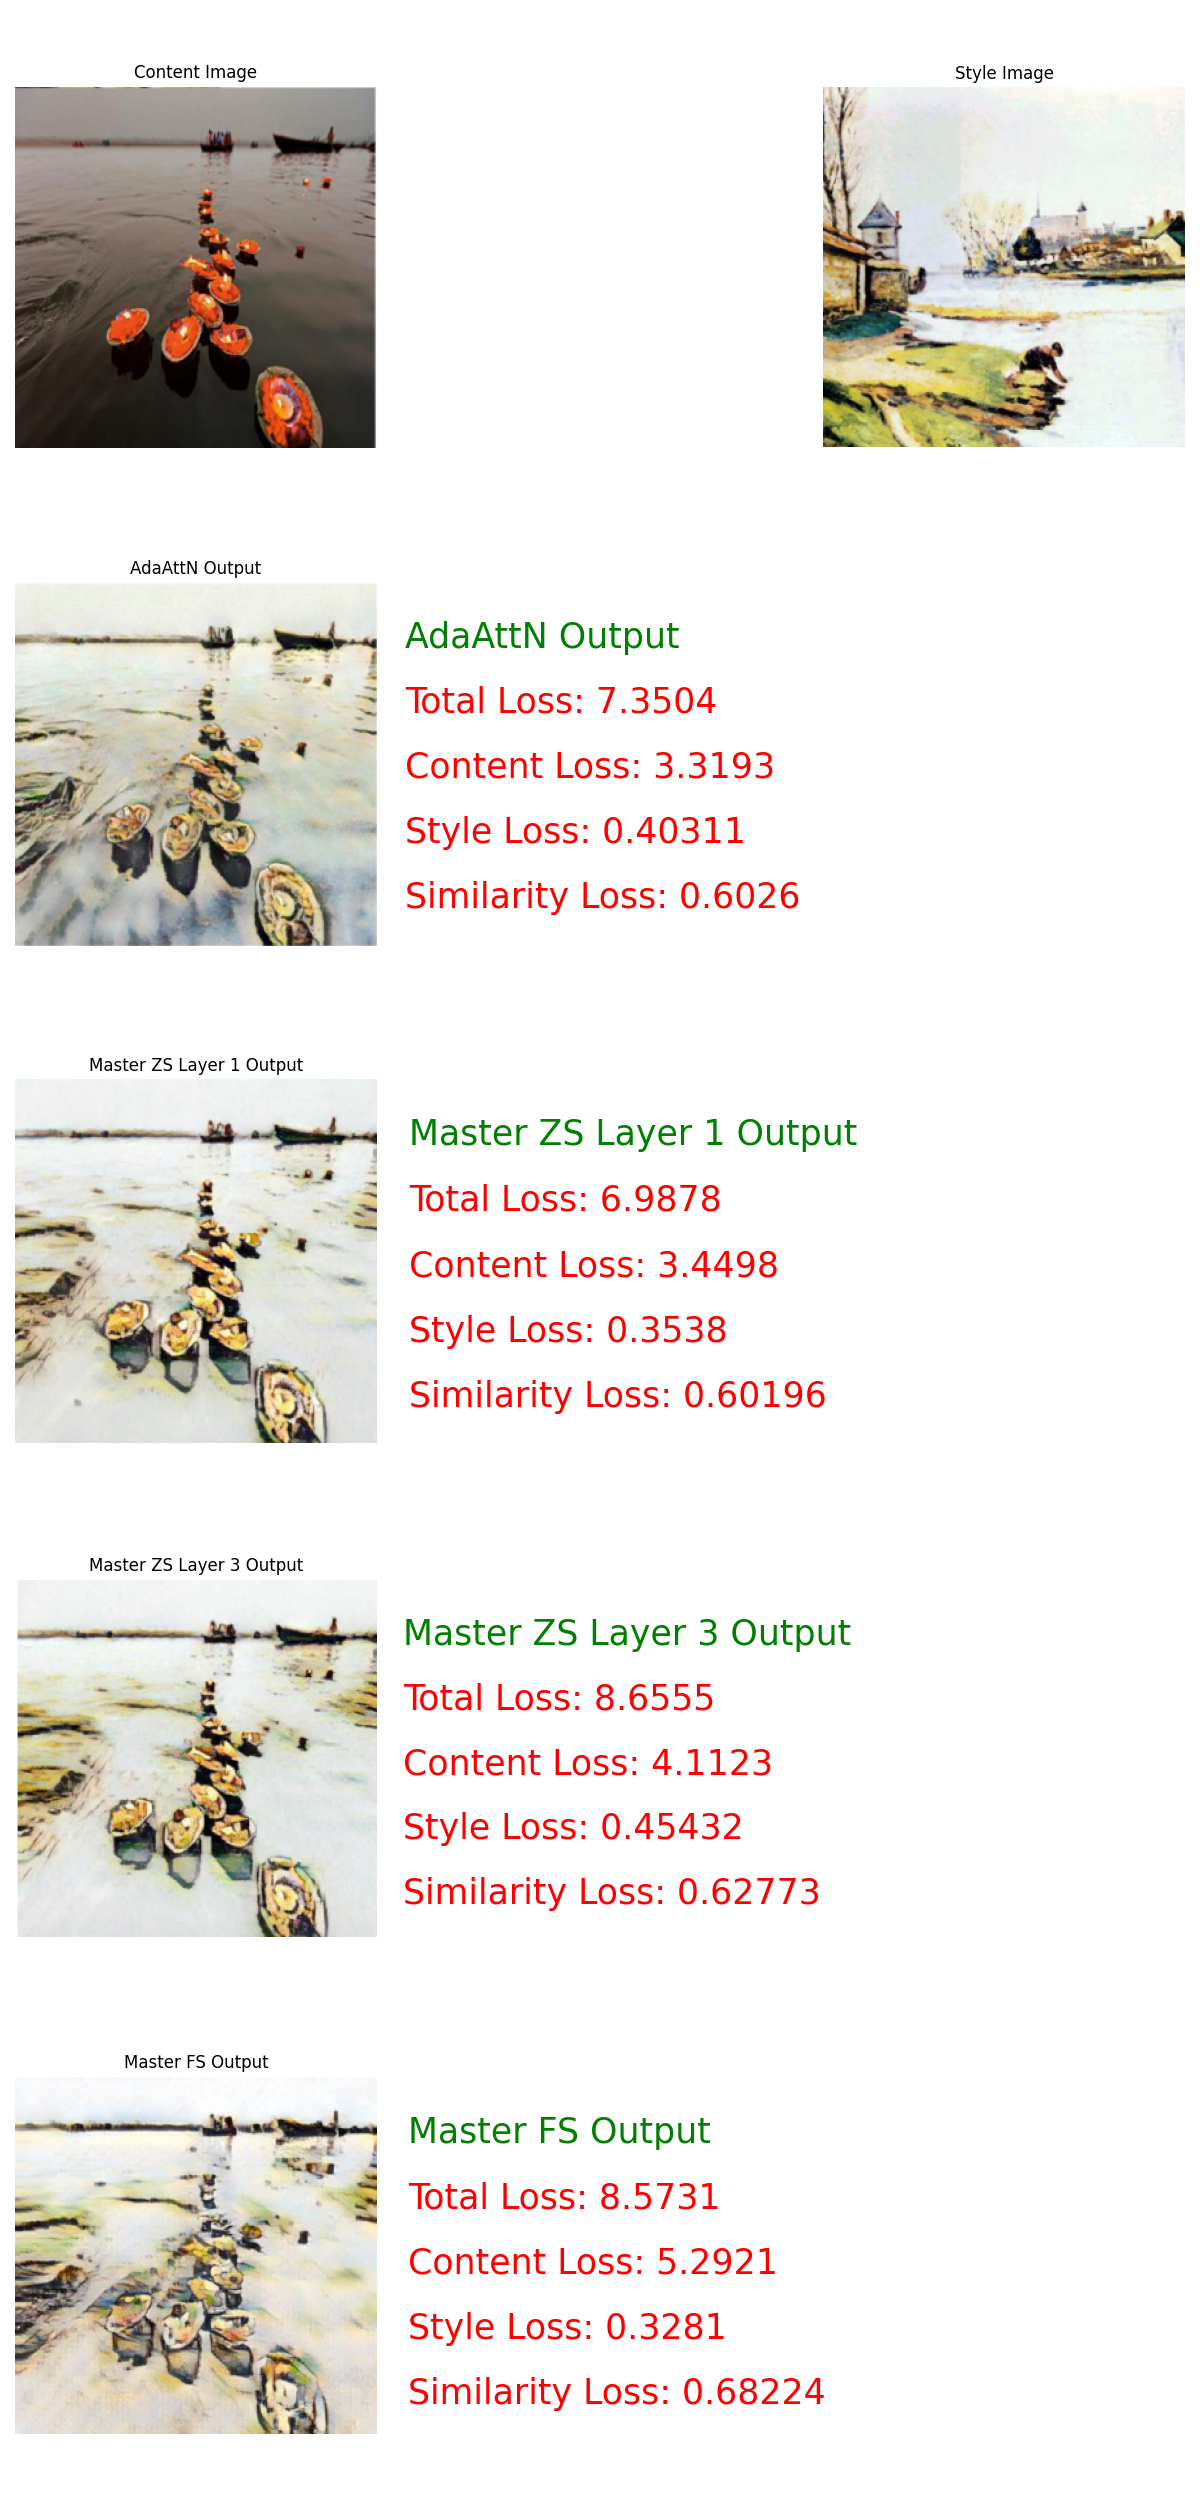 Content Image
Style Image
AdaAttN Output
AdaAttN Output
Total Loss: 7.3504
Content Loss: 3.3193
Style Loss: 0.40311
Similarity Loss: 0.6026
Master ZS Layer 1 Output
Master ZS Layer 1 Output
Total Loss: 6.9878
Content Loss: 3.4498
Style Loss: 0.3538
Similarity Loss: 0.60196
Master ZS Layer 3 Output
Master ZS Layer 3 Output
Total Loss: 8.6555
Content Loss: 4.1123
Style Loss: 0.45432
Similarity Loss: 0.62773
Master FS Output
Master FS Output
Total Loss: 8.5731
Content Loss: 5.2921
Style Loss: 0.3281
Similarity Loss: 0.68224